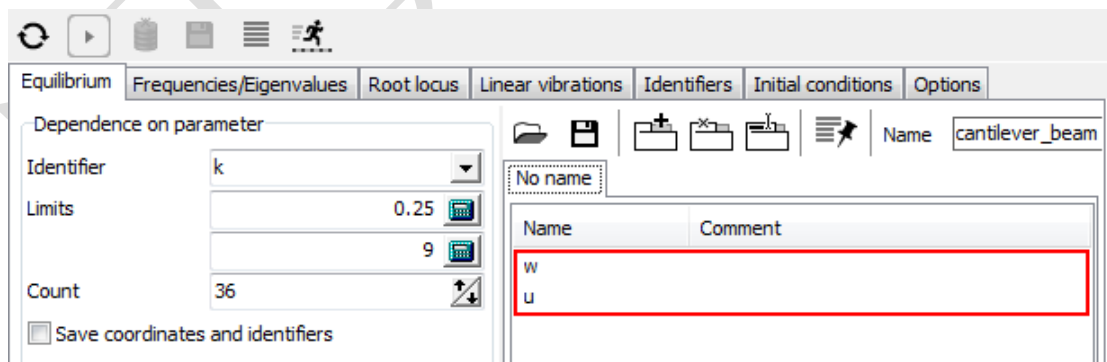 Equilibrium Frequencies/Eigenvalues Root locus Linear vibrations Identifiers Initial conditions Options
Dependence on parameter
Identifier k
Limits 0.25
9
Count 36
Save coordinates and identifiers
Name cantilever_beam
No name
Name Comment
w
u